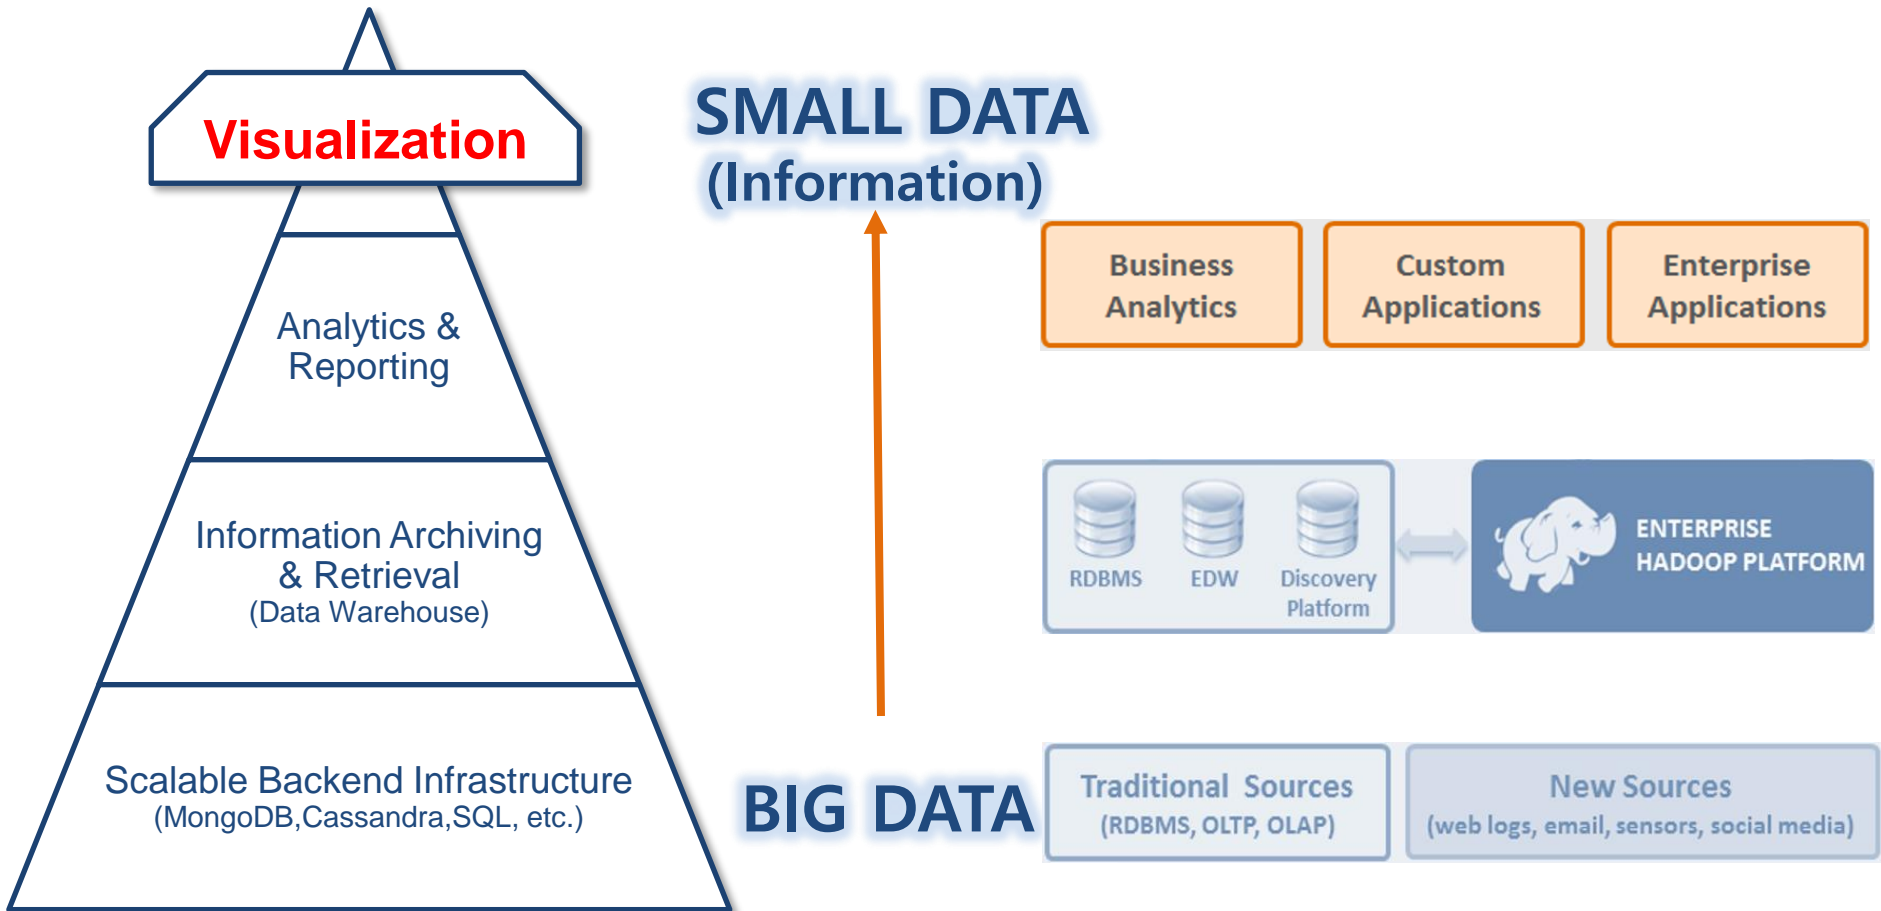 Visualization
Analytics &
Reporting
Information Archiving
& Retrieval
(Data Warehouse)
Scalable Backend Infrastructure
(MongoDB,Cassandra,SQL, etc.)
SMALL DATA
(Information)
BIG DATA
Business
Analytics
Custom
Applications
Enterprise
Applications
RDBMS
EDW
Discovery
Platform
ENTERPRISE
HADOOP PLATFORM
Traditional Sources
(RDBMS, OLTP, OLAP)
New Sources
(web logs, email, sensors, social media)